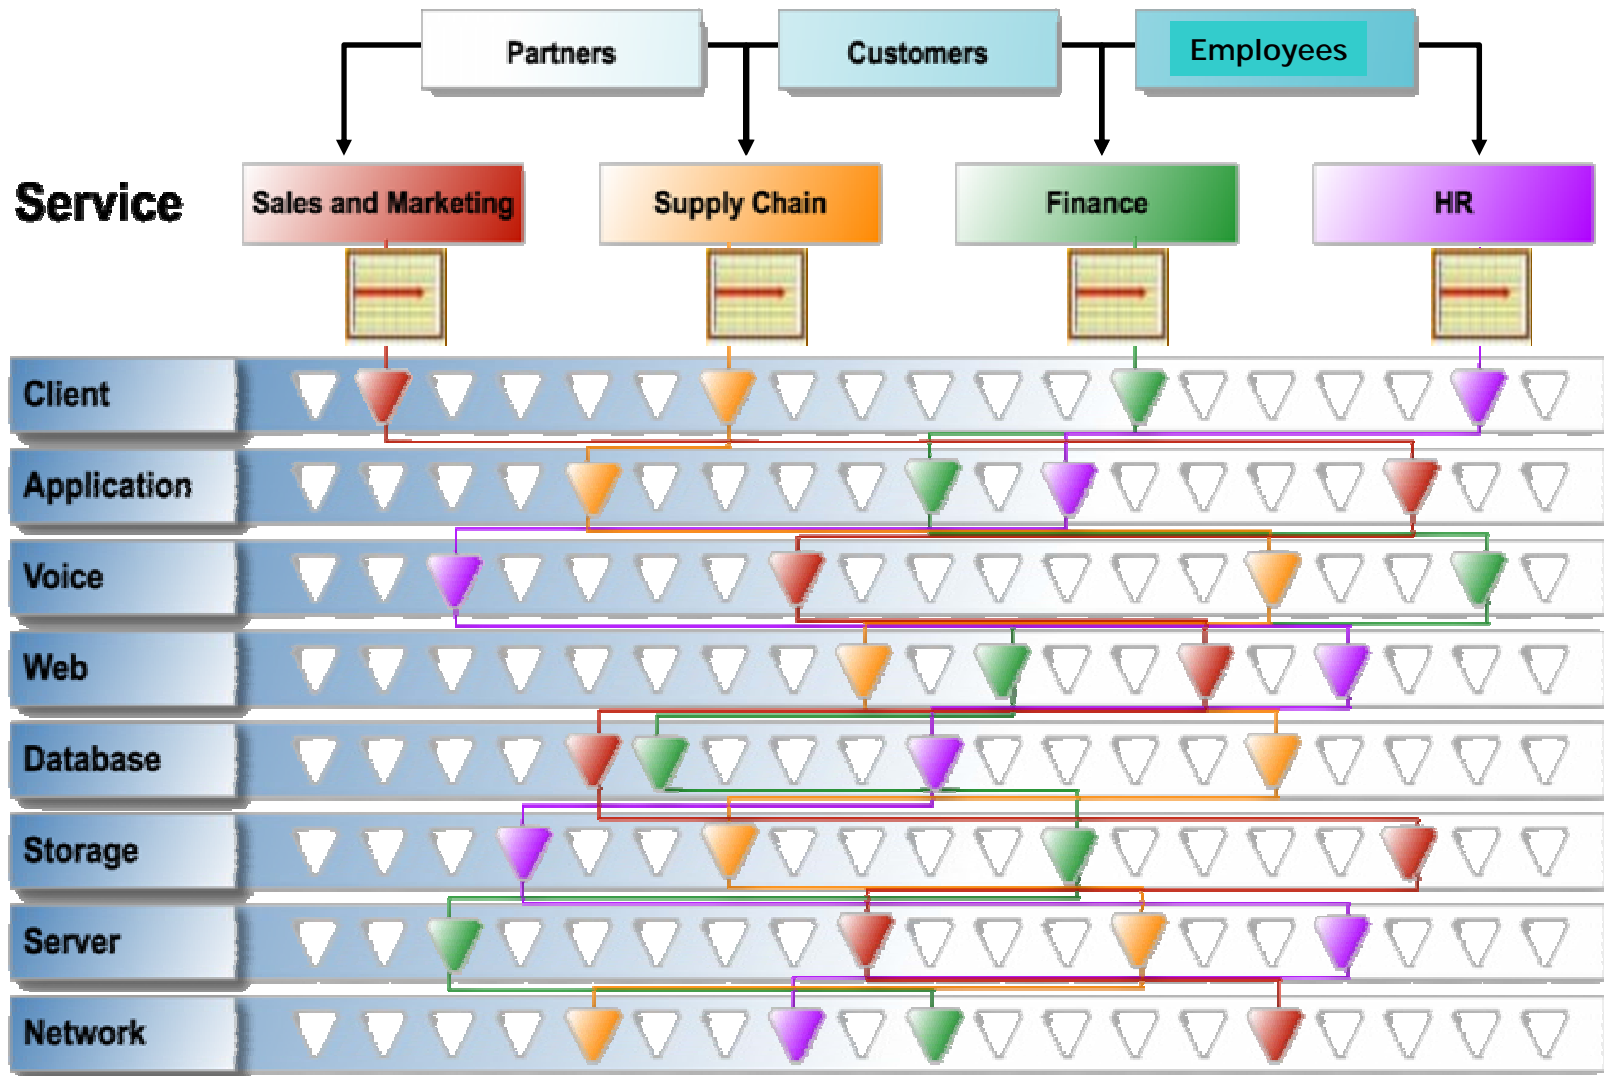 Partners
Customers
Employees
Service
Sales and Marketing
Supply Chain
Finance
HR
Client
Application
Voice
Web
Database
Storage
Server
Network